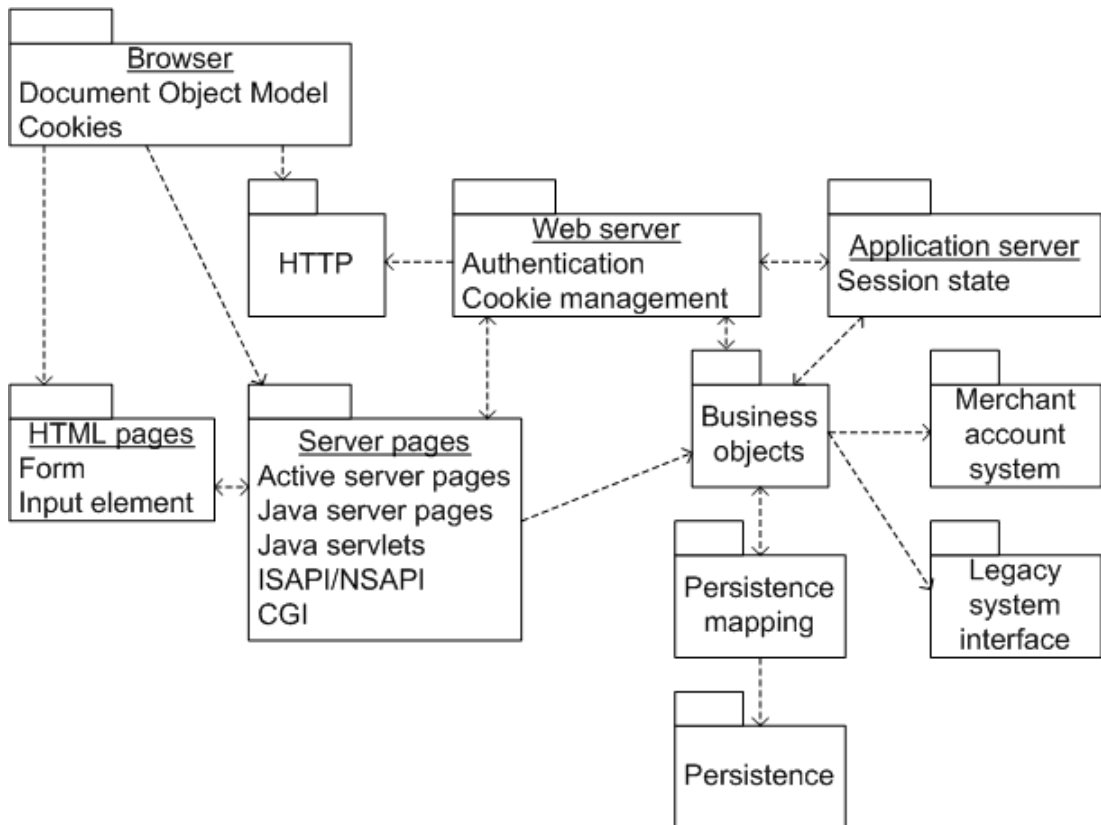 Browser
Document Object Model
Cookies
HTTP
Web server
Authentication
Cookie management
Application server
Session state
HTML pages
Form
Input element
Server pages
Active server pages
Java server pages
Java servlets
ISAPI/NSAPI
CGI
Business
objects
Merchant
account
system
Persistence
mapping
Legacy
system
interface
Persistence